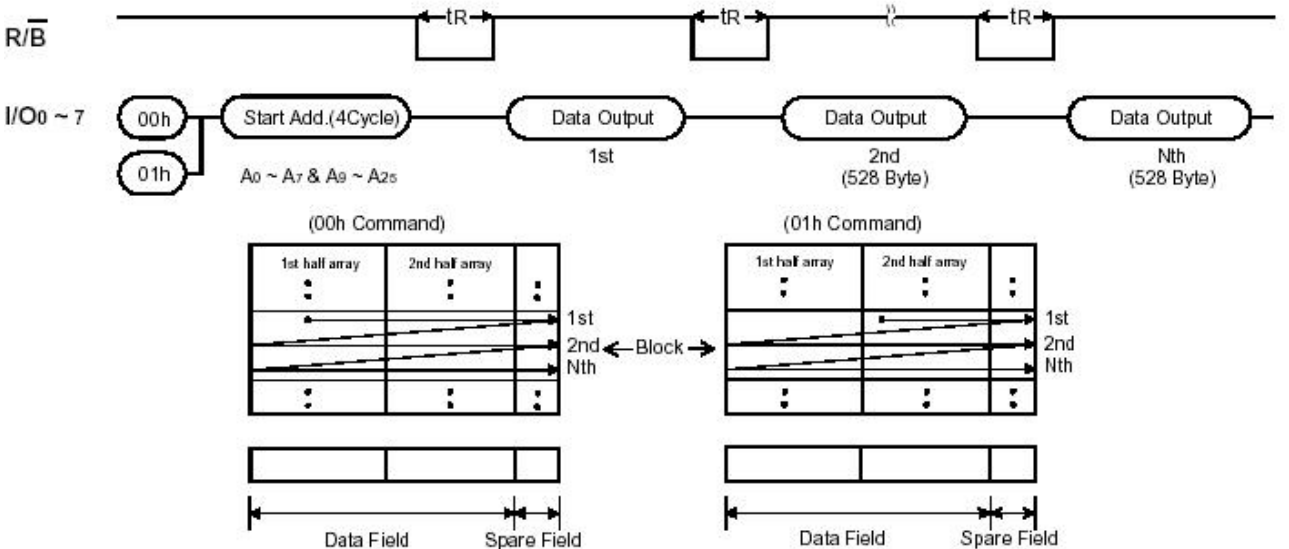 R/B
tR
tR
tR
I/O0 ~ 7
00h
Start Add.(4Cycle)
Data Output
Data Output
Data Output
01h
A0 ~ A7 & A9 ~ A25
1st
2nd
(528 Byte)
Nth
(528 Byte)
(00h Command)
1st half array
2nd half array
1st
2nd
Nth
Block
Data Field
Spare Field
(01h Command)
1st half array
2nd half array
1st
2nd
Nth
Data Field
Spare Field